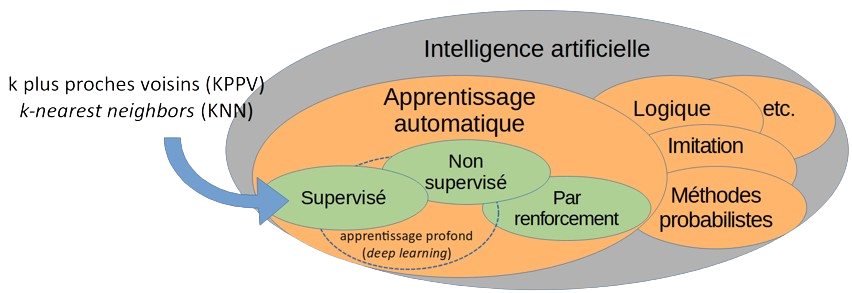 Intelligence artificielle
k plus proches voisins (KPPV)
k-nearest neighbors (KNN)
Apprentissage
automatique
Logique
etc.
Imitation
Non
supervisé
Supervisé
Par
renforcement
Méthodes
probabilistes
apprentissage profond
(deep learning)